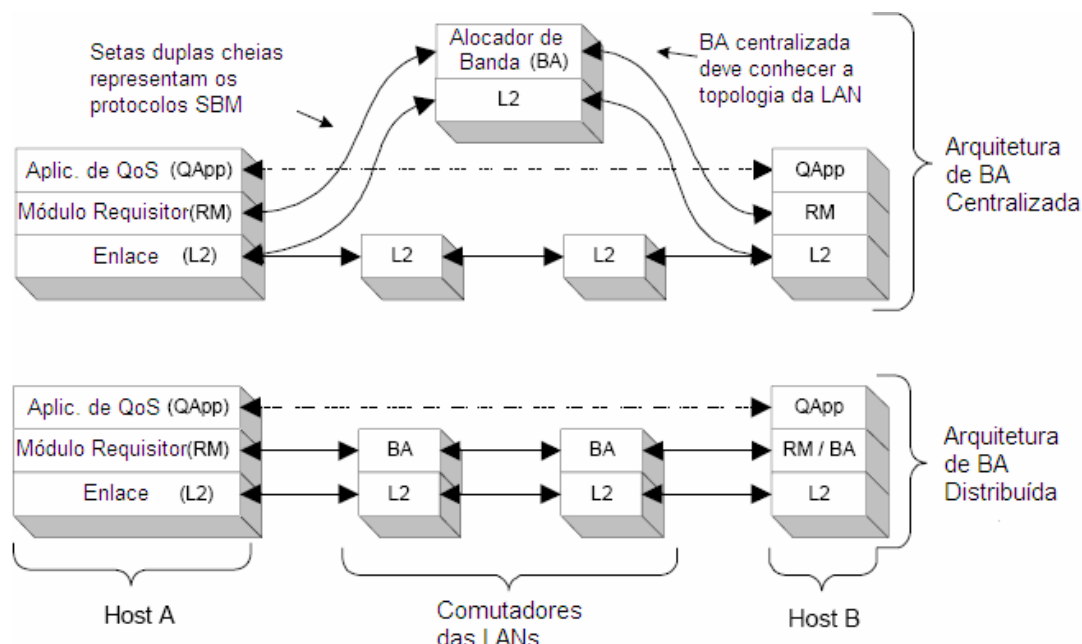 Setas duplas cheias
representam os
protocolos SBM
Alocador de
Banda (BA)
L2
BA centralizada
deve conhecer a
topologia da LAN
Aplic. de QoS (QApp)
Módulo Requisitor(RM)
Enlace (L2)
L2
L2
QApp
RM
L2
Arquitetura
de BA
Centralizada
Aplic. de QoS (QApp)
Módulo Requisitor(RM)
Enlace (L2)
BA
L2
BA
L2
QApp
RM / BA
L2
Arquitetura
de BA
Distribuída
Host A
Comutadores
das LANs
Host B